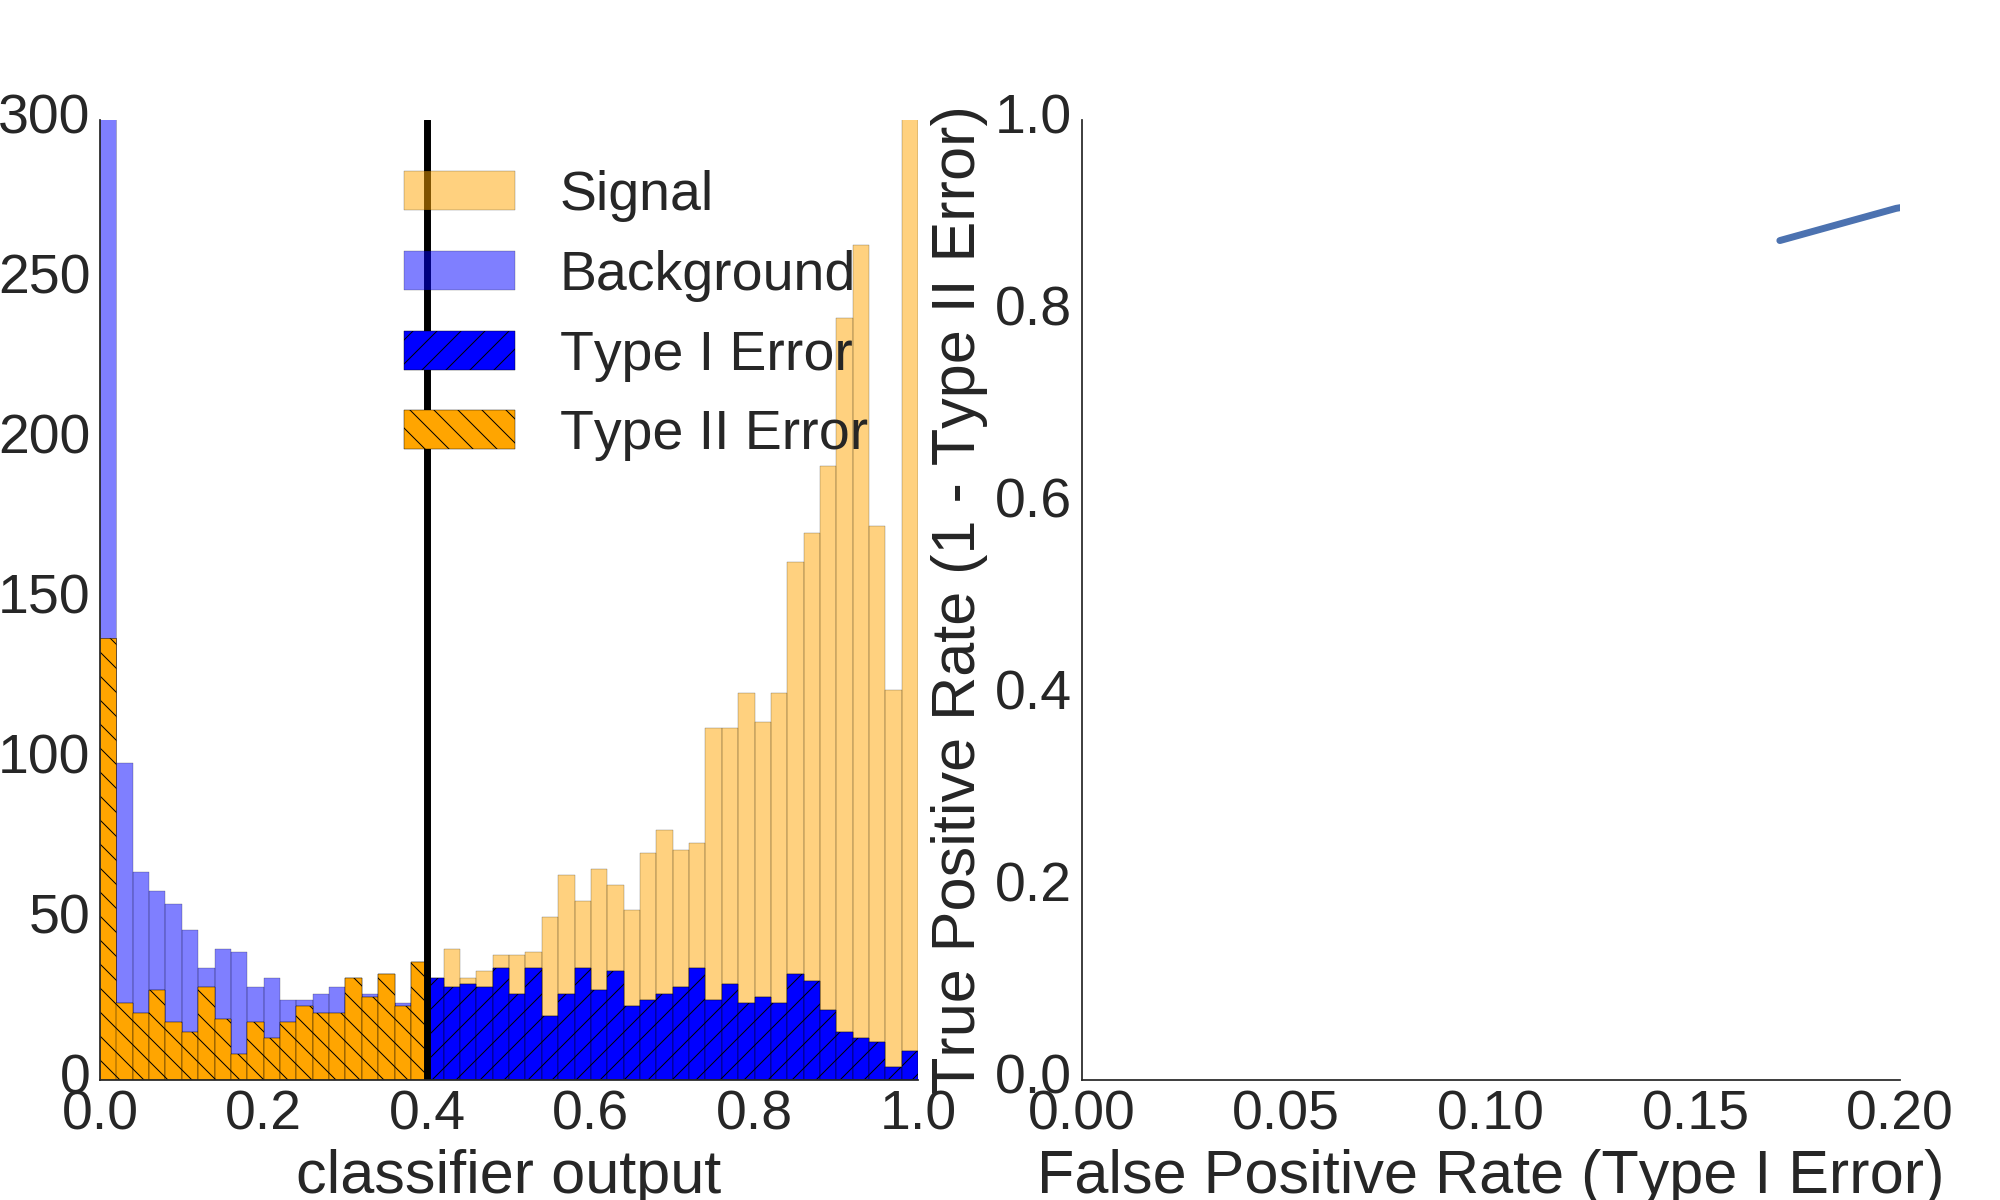 300
250
200
150
100
50
0
0.0 0.2 0.4 0.6 0.8 1.0
classifier output
Signal
Background
Type I Error
Type II Error
True Positive Rate (1 - Type II Error)
1.0
0.8
0.6
0.4
0.2
0.0
0.00 0.05 0.10 0.15 0.20
False Positive Rate (Type I Error)